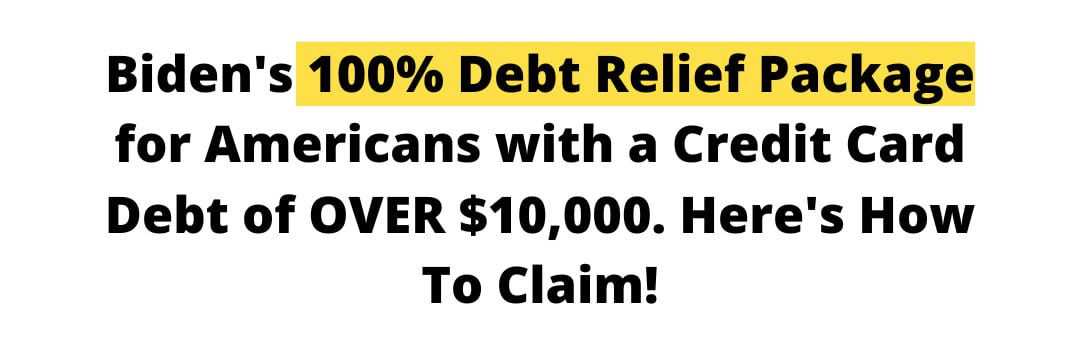 Biden's 100% Debt Relief Package
for Americans with a Credit Card
Debt of OVER $10,000. Here's How
To Claim!